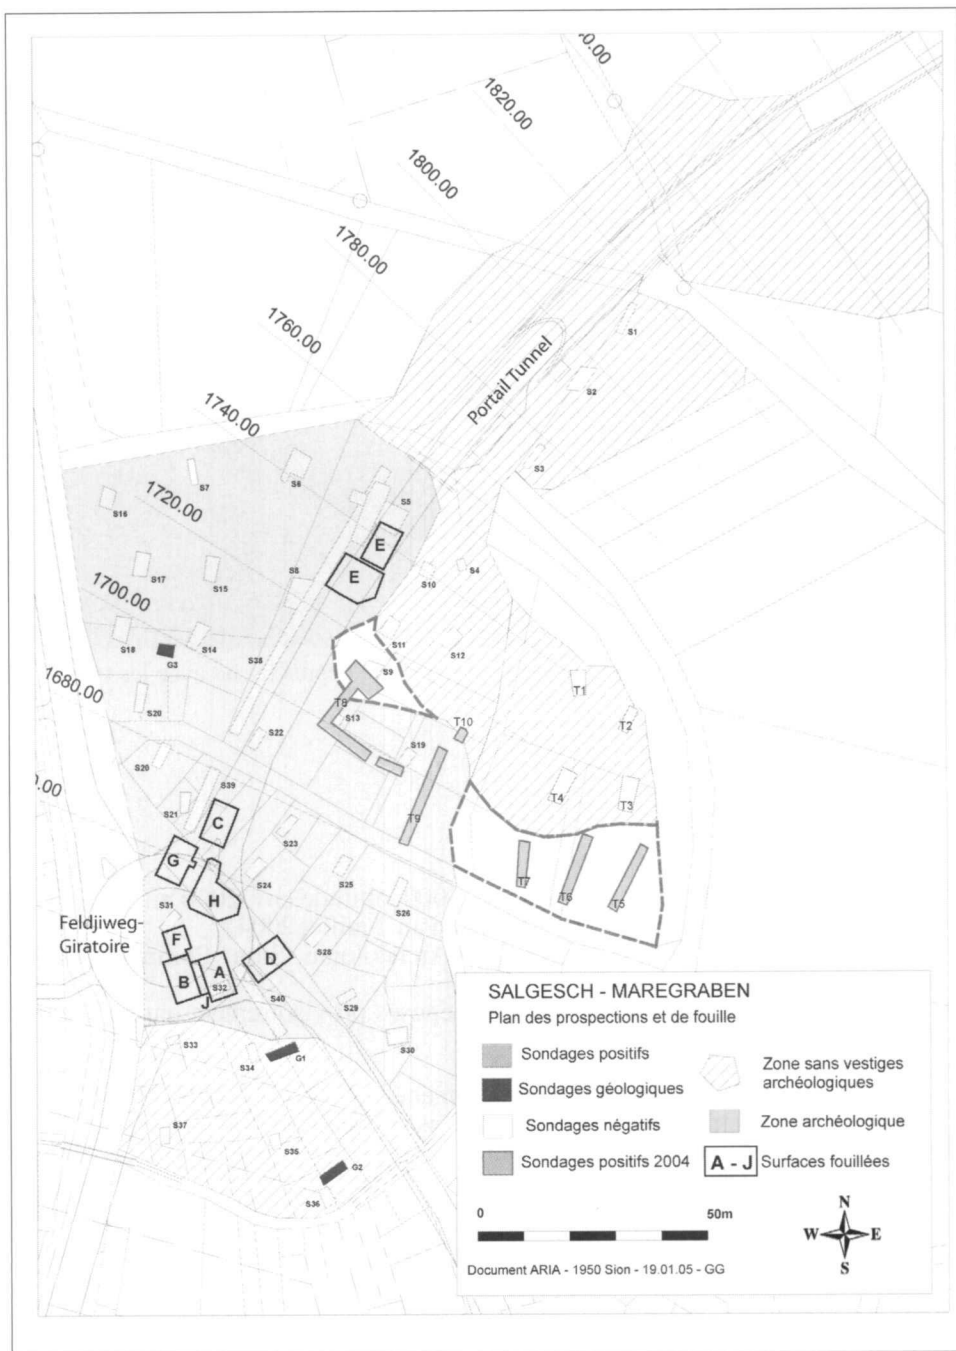 1820.00
1800.00
1780.00
1760.00
1740.00
1720.00
1700.00
1680.00
Portail Tunnel
S1
S2
S3
S4
S5
S6
S7
S8
S9
S10
S11
S12
S13
S14
S15
S16
S17
S18
S19
S20
S20
S21
S22
S23
S24
S25
S26
S28
S29
S30
S31
S32
S33
S34
S35
S36
S37
S38
S39
S40
G1
G2
G3
T1
T2
T3
T4
T5
T6
T7
T8
T9
T10
E
E
C
G
H
F
B
A
J
D
Feldjiweg-
Giratoire
SALGESCH - MAREGRABEN
Plan des prospections et de fouille
Sondages positifs
Sondages géologiques
Sondages négatifs
Sondages positifs 2004
Zone sans vestiges
archéologiques
Zone archéologique
A - J Surfaces fouillées
0 50m
N
W E
S
Document ARIA - 1950 Sion - 19.01.05 - GG